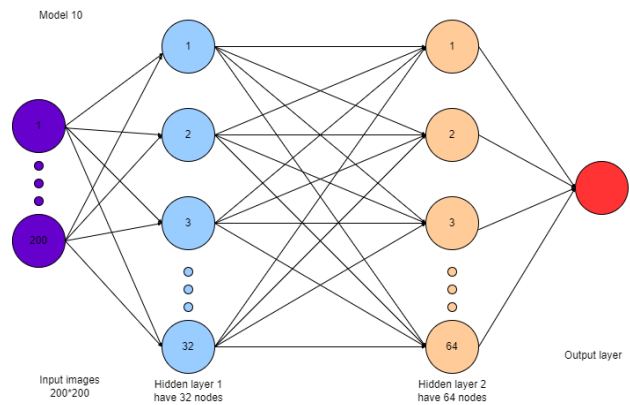 Model 10
1
200
1
2
3
32
1
2
3
64
Input images
200*200
Hidden layer 1
have 32 nodes
Hidden layer 2
have 64 nodes
Output layer